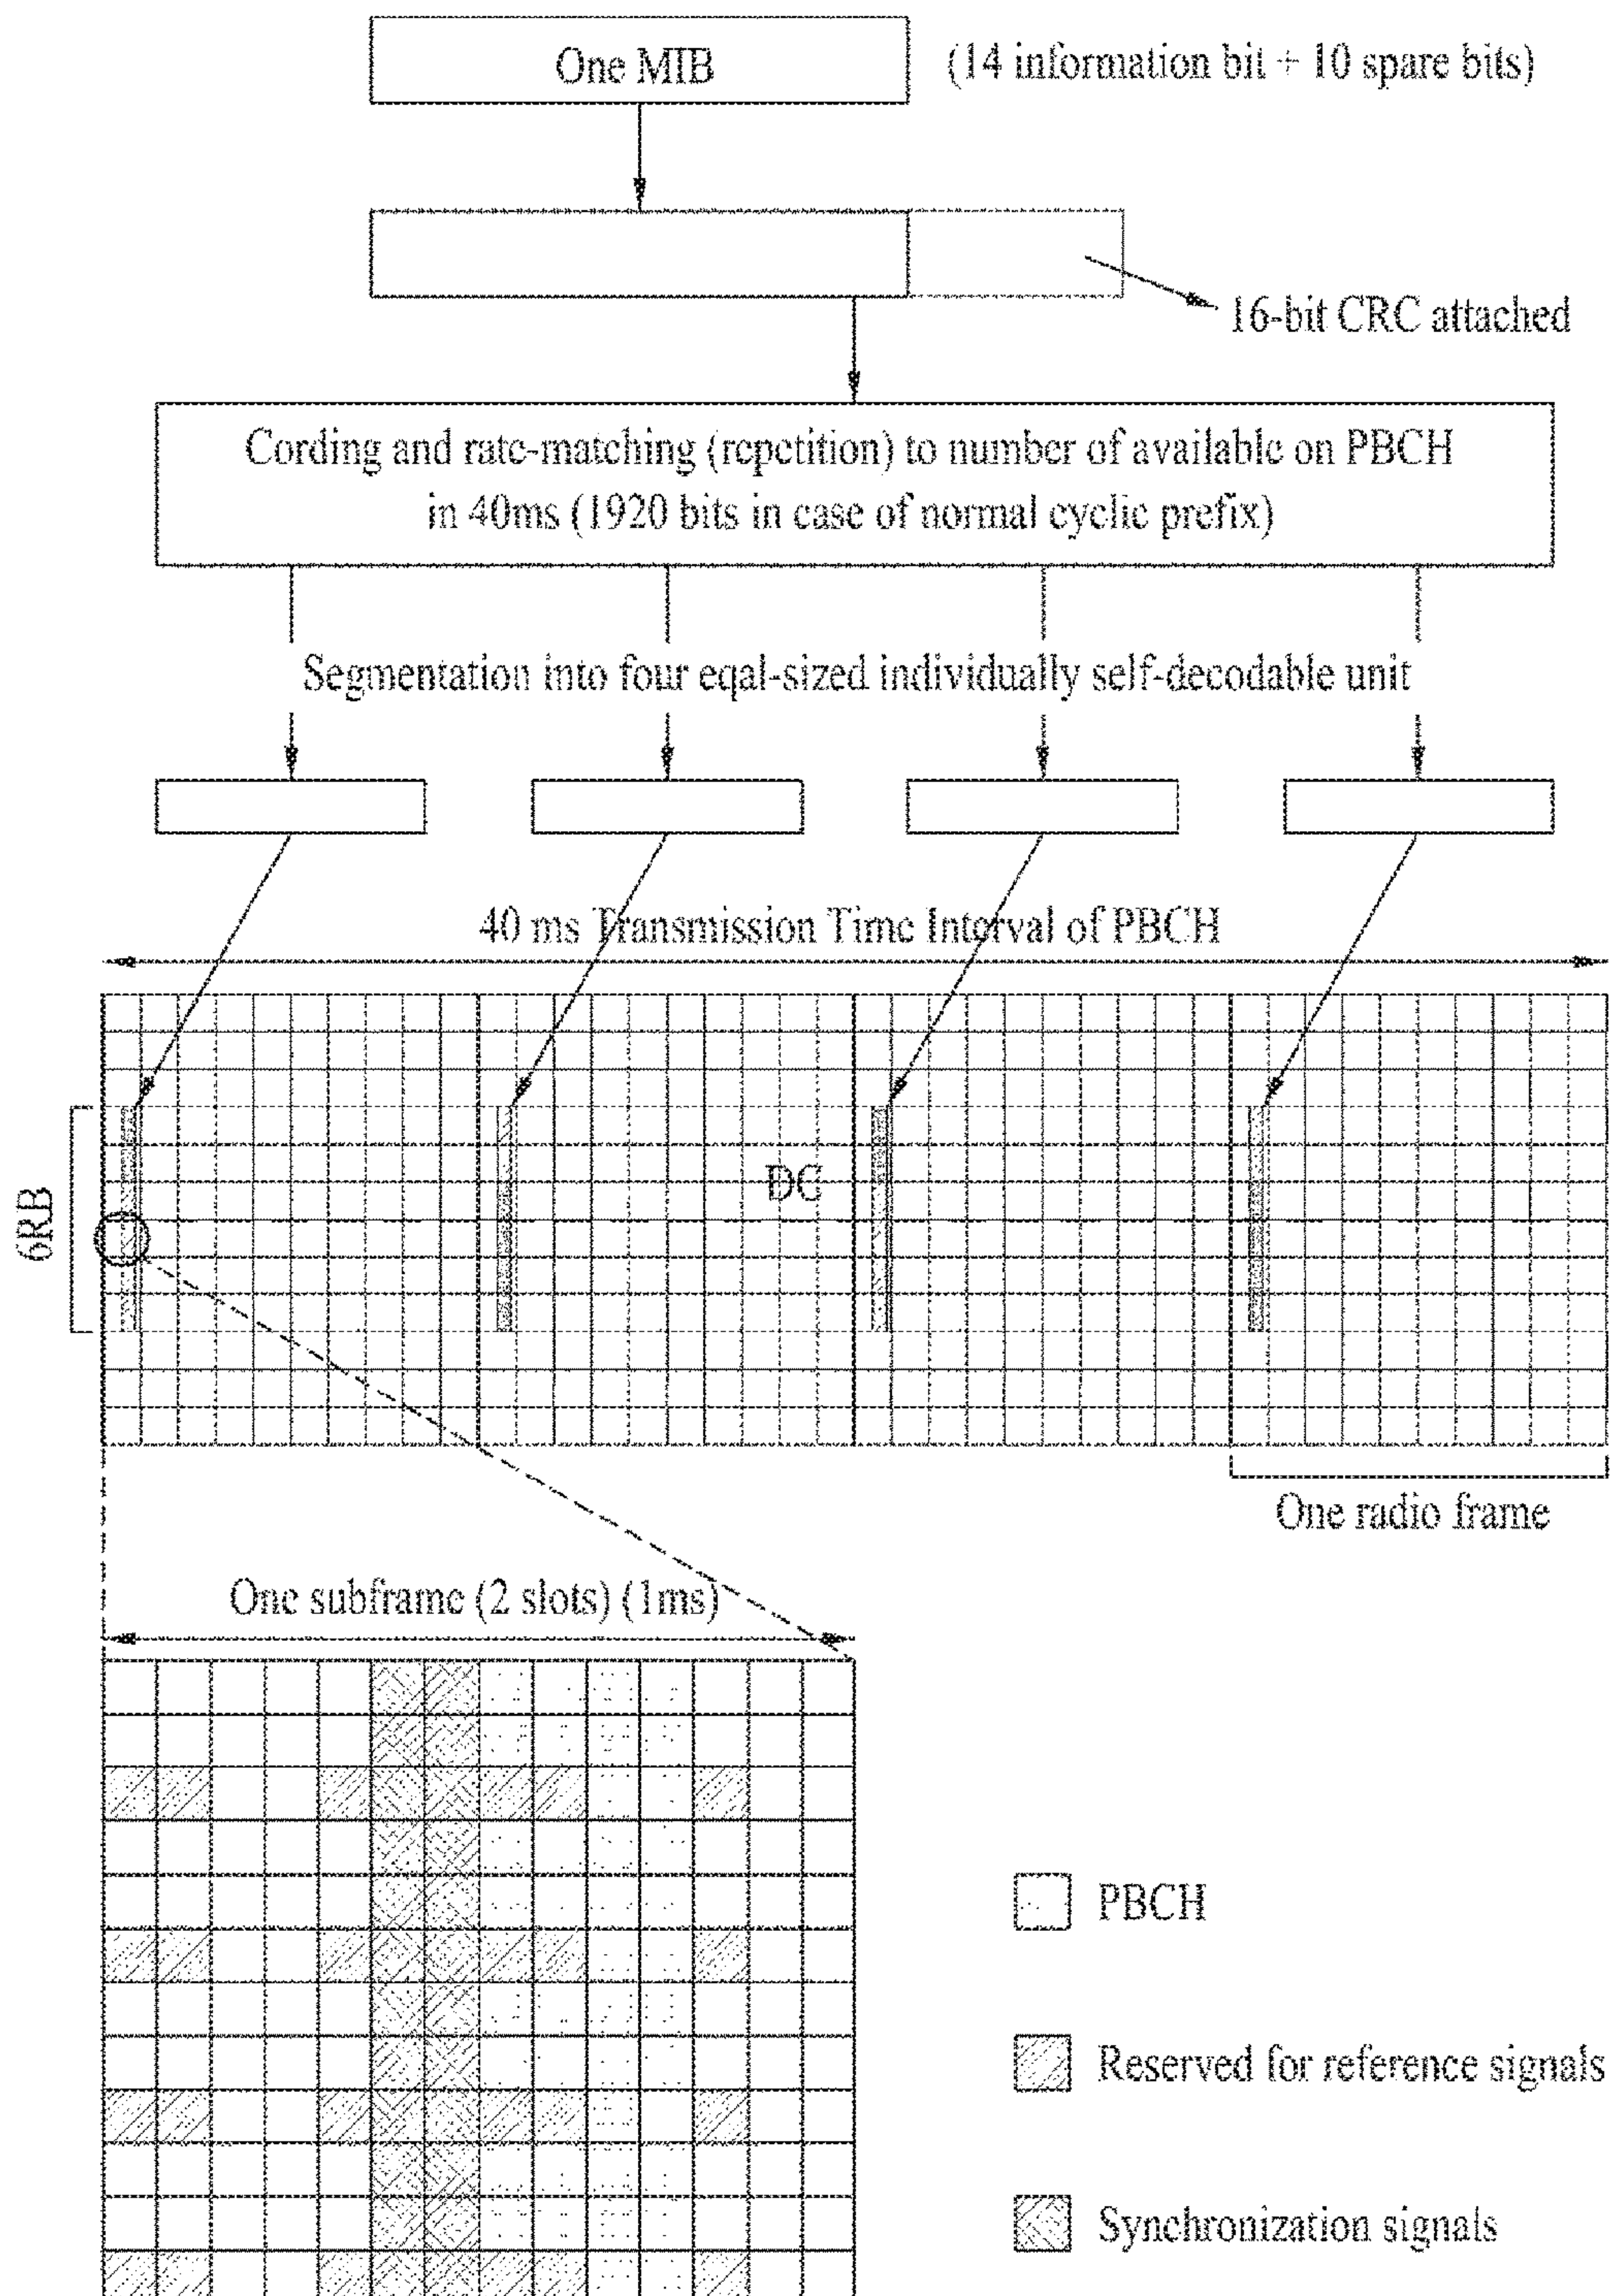 One MIB
(14 information bit + 10 spare bits)
16-bit CRC attached
Cording and rate-matching (repetition) to number of available on PBCH
in 40ms (1920 bits in case of normal cyclic prefix)
Segmentation into four eqal-sized individually self-decodable unit
40 ms Transmission Time Interval of PBCH
6RB
DC
One radio frame
One subframe (2 slots) (1ms)
PBCH
Reserved for reference signals
Synchronization signals